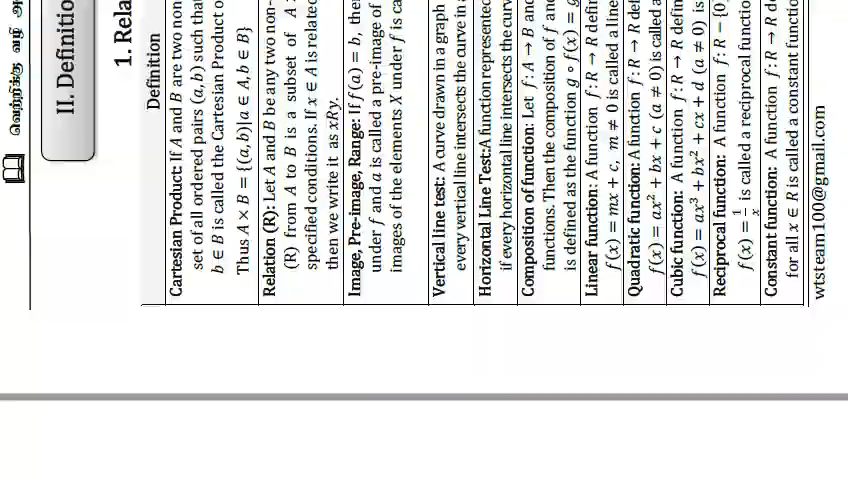 வெற்றிக்கு வழி
II. Definitio
1. Rela
Definition
Cartesian Product: If A and B are two non
set of all ordered pairs (a, b) such that
b ∈ B is called the Cartesian Product o
Thus A × B = {(a, b)|a ∈ A, b ∈ B}
Relation (R): Let A and B be any two non-
(R) from A to B is a subset of A
specified conditions. If x ∈ A is related
then we write it as xRy.
Image, Pre-image, Range: If f(a) = b, the
under f and a is called a pre-image of
images of the elements X under f is ca
Vertical line test: A curve drawn in a graph
every vertical line intersects the curve in a
Horizontal Line Test:A function represented
if every horizontal line intersects the curv
Composition of function: Let f: A → B and
functions. Then the composition of f and
is defined as the function g ∘ f(x) = g
Linear function: A function f: R → R defin
f(x) = mx + c, m ≠ 0 is called a line
Quadratic function: A function f: R → R def
f(x) = ax² + bx + c (a ≠ 0) is called a
Cubic function: A function f: R → R defin
f(x) = ax³ + bx² + cx + d (a ≠ 0) is
Reciprocal function: A function f: R − {0}
f(x) = 1/x is called a reciprocal functio
Constant function: A function f: R → R de
for all x ∈ R is called a constant functio
wtsteam100@gmail.com